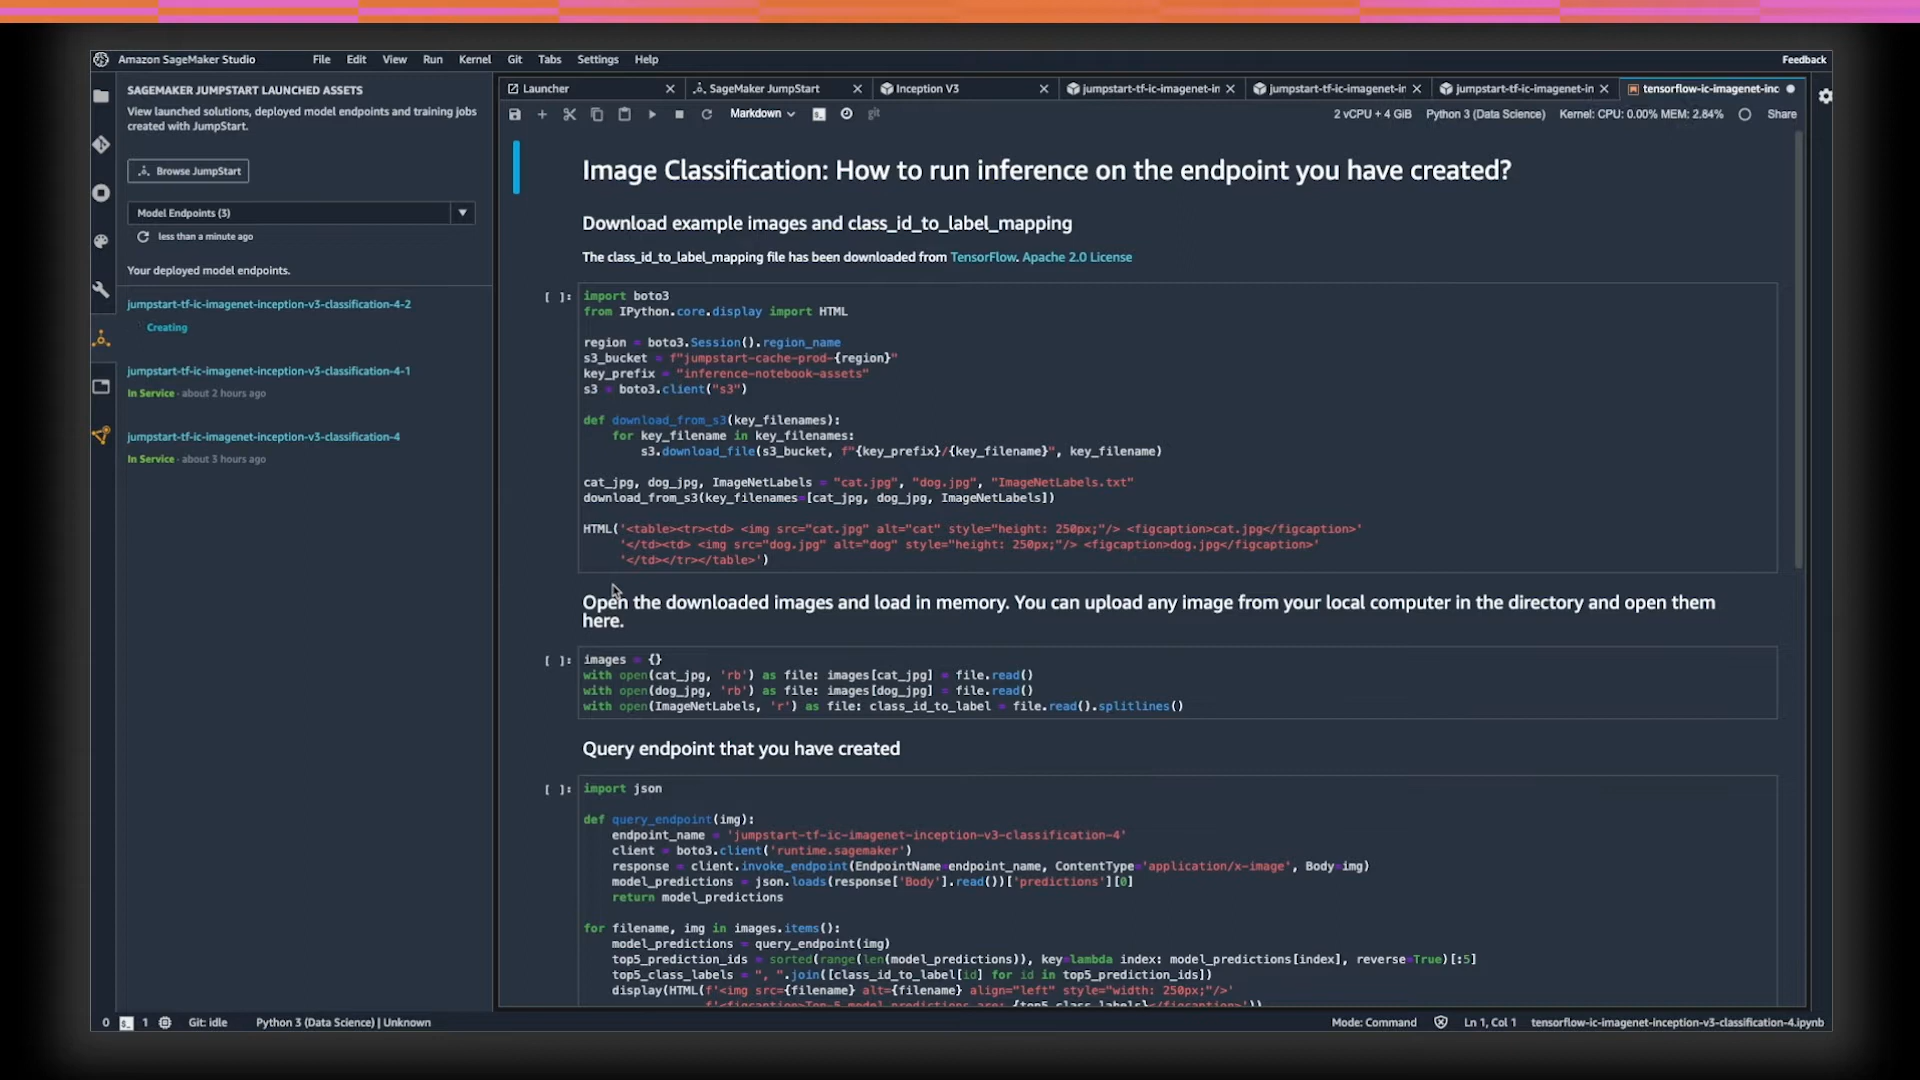 Amazon SageMaker Studio File Edit View Run Kernel Git Tabs Settings Help Feedback
SAGEMAKER JUMPSTART LAUNCHED ASSETS
View launched solutions, deployed model endpoints and training jobs
created with JumpStart.
Browse JumpStart
Model Endpoints (3)
less than a minute ago
Your deployed model endpoints.
jumpstart-tf-ic-imagenet-inception-v3-classification-4-2
Creating
jumpstart-tf-ic-imagenet-inception-v3-classification-4-1
In Service - about 2 hours ago
jumpstart-tf-ic-imagenet-inception-v3-classification-4
In Service - about 3 hours ago
Launcher SageMaker JumpStart Inception V3 jumpstart-tf-ic-imagenet-in jumpstart-tf-ic-imagenet-in jumpstart-tf-ic-imagenet-in tensorflow-ic-imagenet-inc
Markdown git 2 vCPU + 4 GiB Python 3 (Data Science) Kernel: CPU: 0.00% MEM: 2.84% Share
Image Classification: How to run inference on the endpoint you have created?
Download example images and class_id_to_label_mapping
The class_id_to_label_mapping file has been downloaded from TensorFlow. Apache 2.0 License
[ ]: import boto3
from IPython.core.display import HTML
region = boto3.Session().region_name
s3_bucket = f"jumpstart-cache-prod-{region}"
key_prefix = "inference-notebook-assets"
s3 = boto3.client("s3")
def download_from_s3(key_filenames):
for key_filename in key_filenames:
s3.download_file(s3_bucket, f"{key_prefix}/{key_filename}", key_filename)
cat_jpg, dog_jpg, ImageNetLabels = "cat.jpg", "dog.jpg", "ImageNetLabels.txt"
download_from_s3(key_filenames=[cat_jpg, dog_jpg, ImageNetLabels])
HTML('<table><tr><td> <img src="cat.jpg" alt="cat" style="height: 250px;"/> <figcaption>cat.jpg</figcaption>'
'</td><td> <img src="dog.jpg" alt="dog" style="height: 250px;"/> <figcaption>dog.jpg</figcaption>'
'</td></tr></table>')
Open the downloaded images and load in memory. You can upload any image from your local computer in the directory and open them
here.
[ ]: images = {}
with open(cat_jpg, 'rb') as file: images[cat_jpg] = file.read()
with open(dog_jpg, 'rb') as file: images[dog_jpg] = file.read()
with open(ImageNetLabels, 'r') as file: class_id_to_label = file.read().splitlines()
Query endpoint that you have created
[ ]: import json
def query_endpoint(img):
endpoint_name = 'jumpstart-tf-ic-imagenet-inception-v3-classification-4'
client = boto3.client('runtime.sagemaker')
response = client.invoke_endpoint(EndpointName=endpoint_name, ContentType='application/x-image', Body=img)
model_predictions = json.loads(response['Body'].read())['predictions'][0]
return model_predictions
for filename, img in images.items():
model_predictions = query_endpoint(img)
top5_prediction_ids = sorted(range(len(model_predictions)), key=lambda index: model_predictions[index], reverse=True)[:5]
top5_class_labels = ", ".join([class_id_to_label[id] for id in top5_prediction_ids])
display(HTML(f'<img src={filename} alt={filename} align="left" style="width: 250px;"/>'
f'<figcaption>Top-5 model predictions are: {top5_class_labels}</figcaption>'))
0 1 Git: idle Python 3 (Data Science) | Unknown Mode: Command Ln 1, Col 1 tensorflow-ic-imagenet-inception-v3-classification-4.ipynb